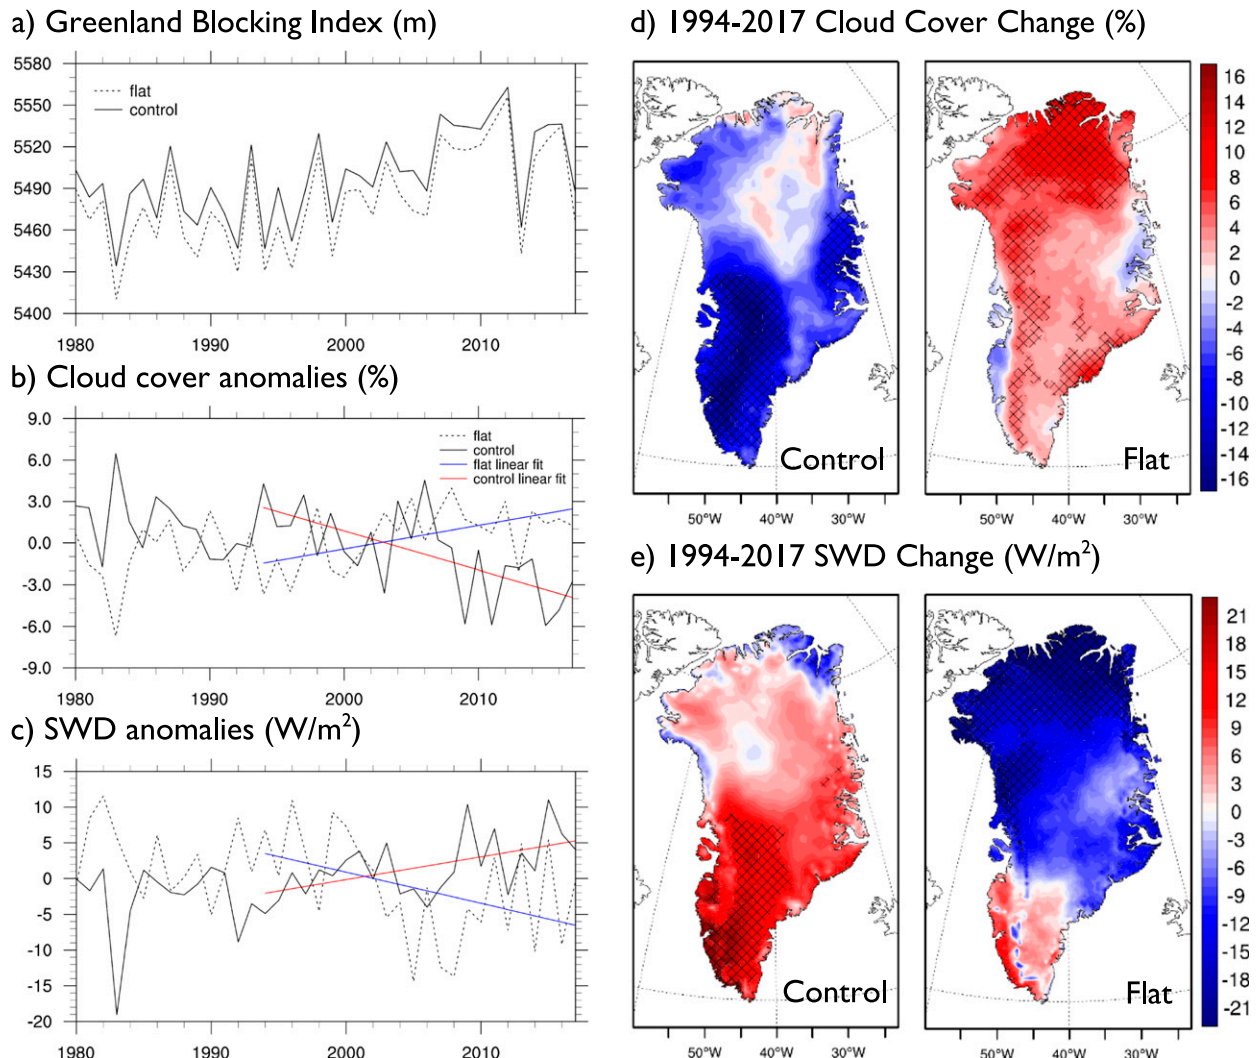 a) Greenland Blocking Index (m)
5580
5550
5520
5490
5460
5430
5400
flat
control
1980
1990
2000
2010
b) Cloud cover anomalies (%)
9.0
6.0
3.0
0.0
-3.0
-6.0
-9.0
flat
control
flat linear fit
control linear fit
1980
1990
2000
2010
c) SWD anomalies (W/m²)
15
10
5
0
-5
-10
-15
-20
1980
1990
2000
2010
d) 1994-2017 Cloud Cover Change (%)
Control
50°W
40°W
30°W
Flat
50°W
40°W
30°W
16
14
12
10
8
6
4
2
0
-2
-4
-6
-8
-10
-12
-14
-16
e) 1994-2017 SWD Change (W/m²)
Control
50°W
40°W
30°W
Flat
50°W
40°W
30°W
21
18
15
12
9
6
3
0
-3
-6
-9
-12
-15
-18
-21